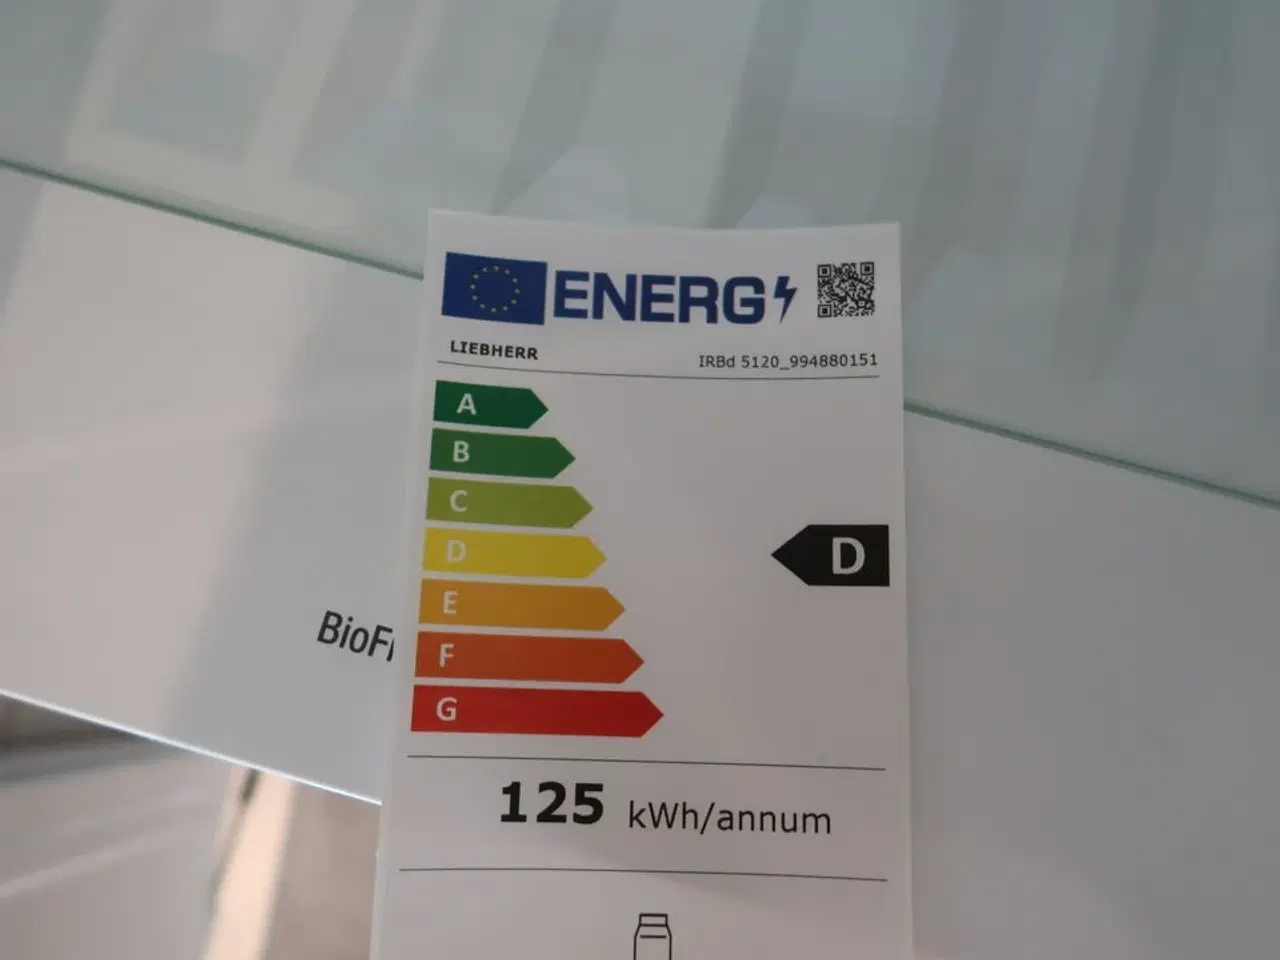 ENERG
LIEBHERR
IRBd 5120_994880151
A
B
C
D
D
E
F
G
BioF
125 kWh/annum